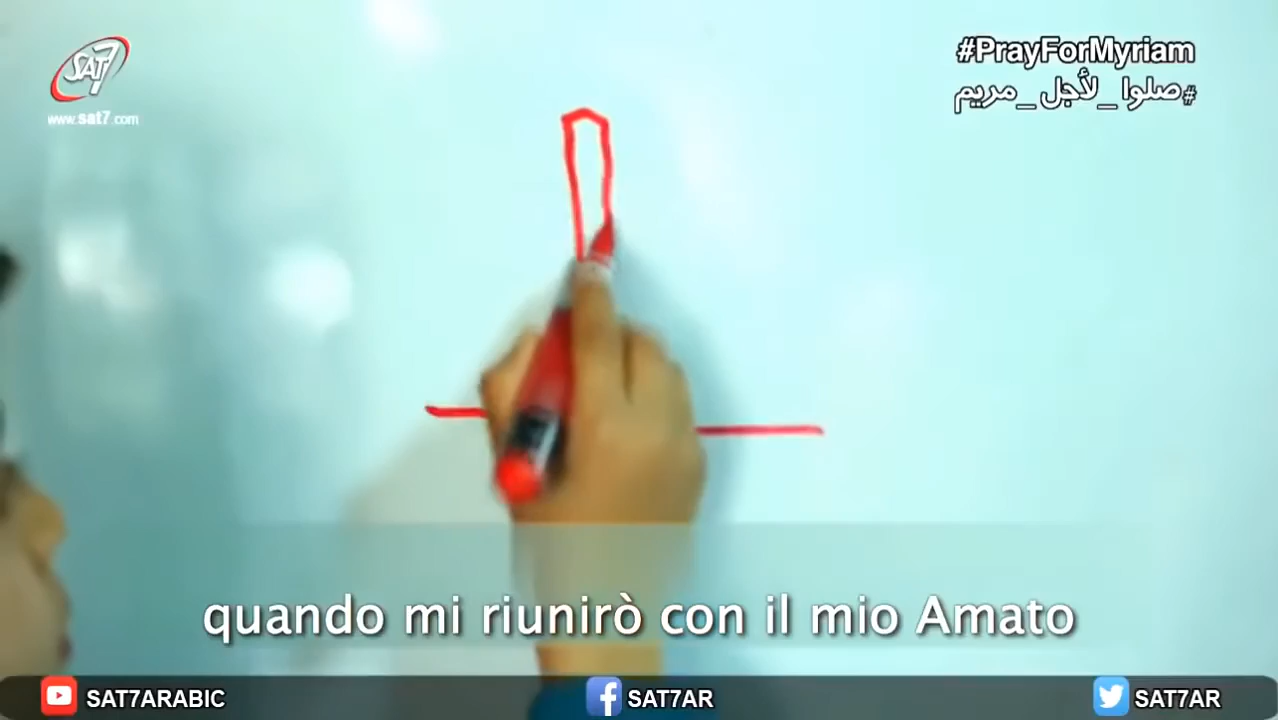 SAT7
www.sat7.com
#PrayForMyriam
#صلوا_لأجل_مريم
quando mi riunirò con il mio Amato
SAT7ARABIC
SAT7AR
SAT7AR